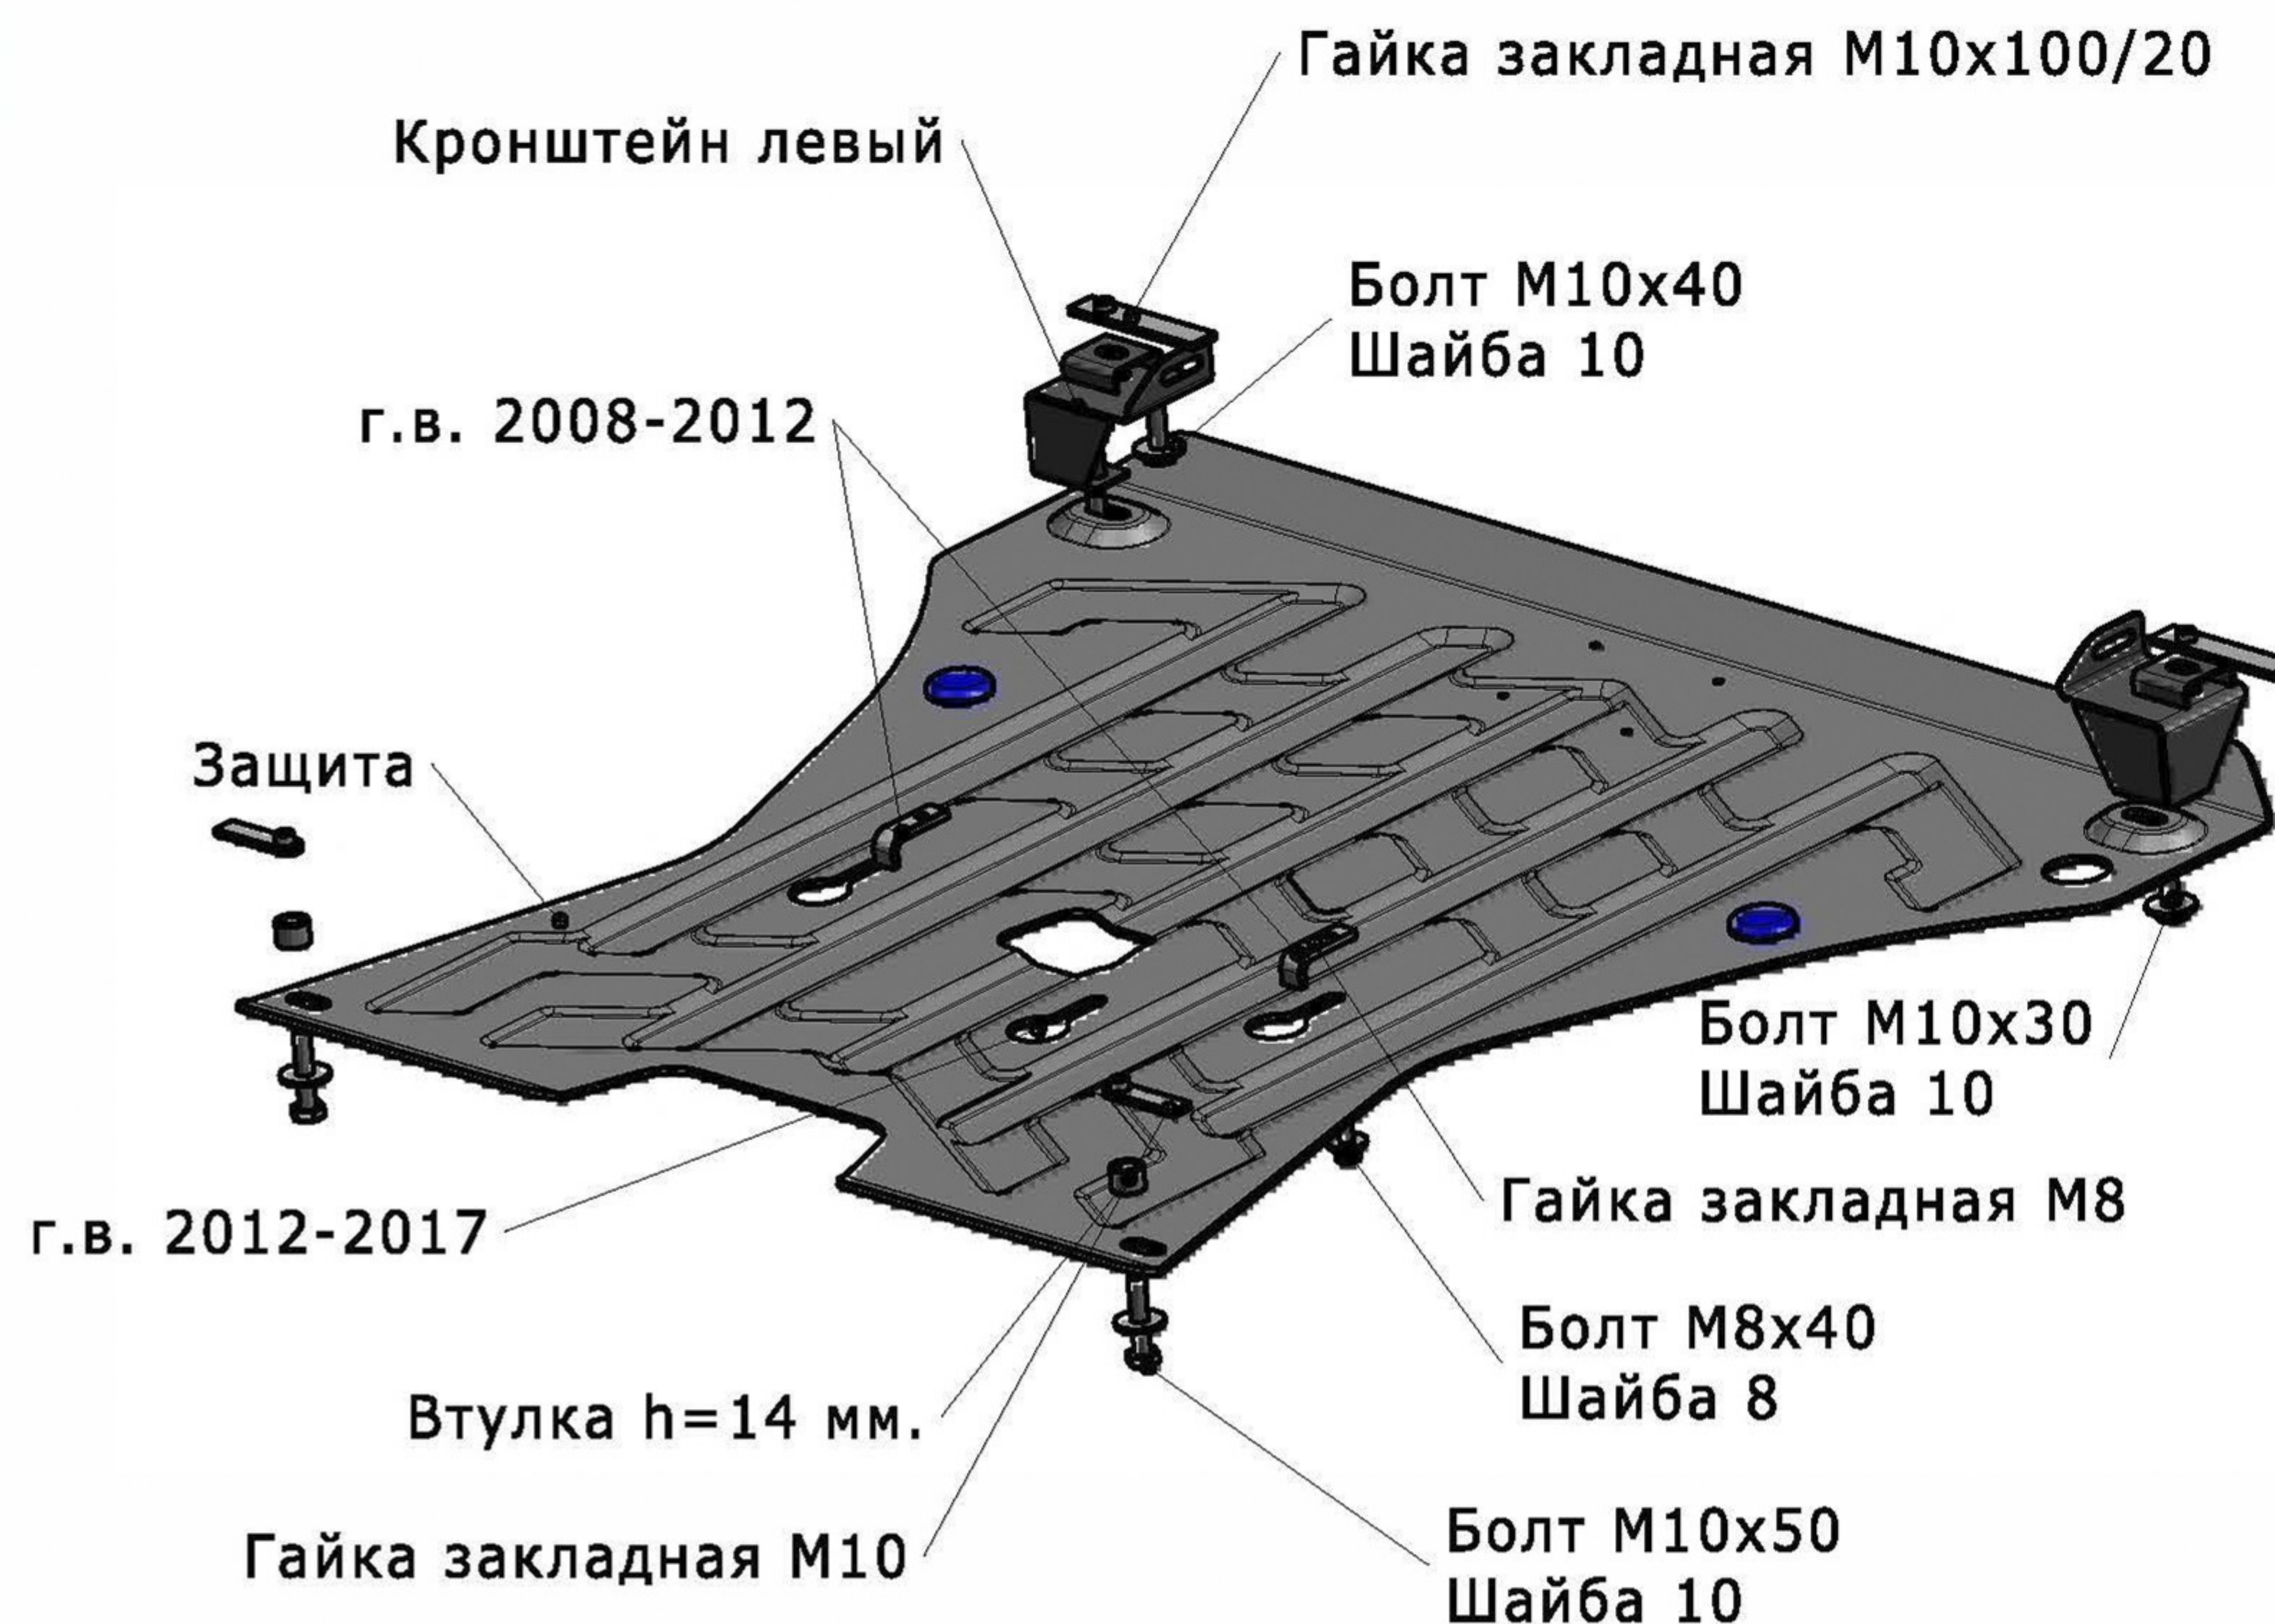 Гайка закладная М10х100/20
Кронштейн левый
Болт М10х40
Шайба 10
г.в. 2008-2012
Защита
Болт М10х30
Шайба 10
Гайка закладная М8
г.в. 2012-2017
Болт М8х40
Шайба 8
Втулка h=14 мм.
Гайка закладная М10
Болт М10х50
Шайба 10